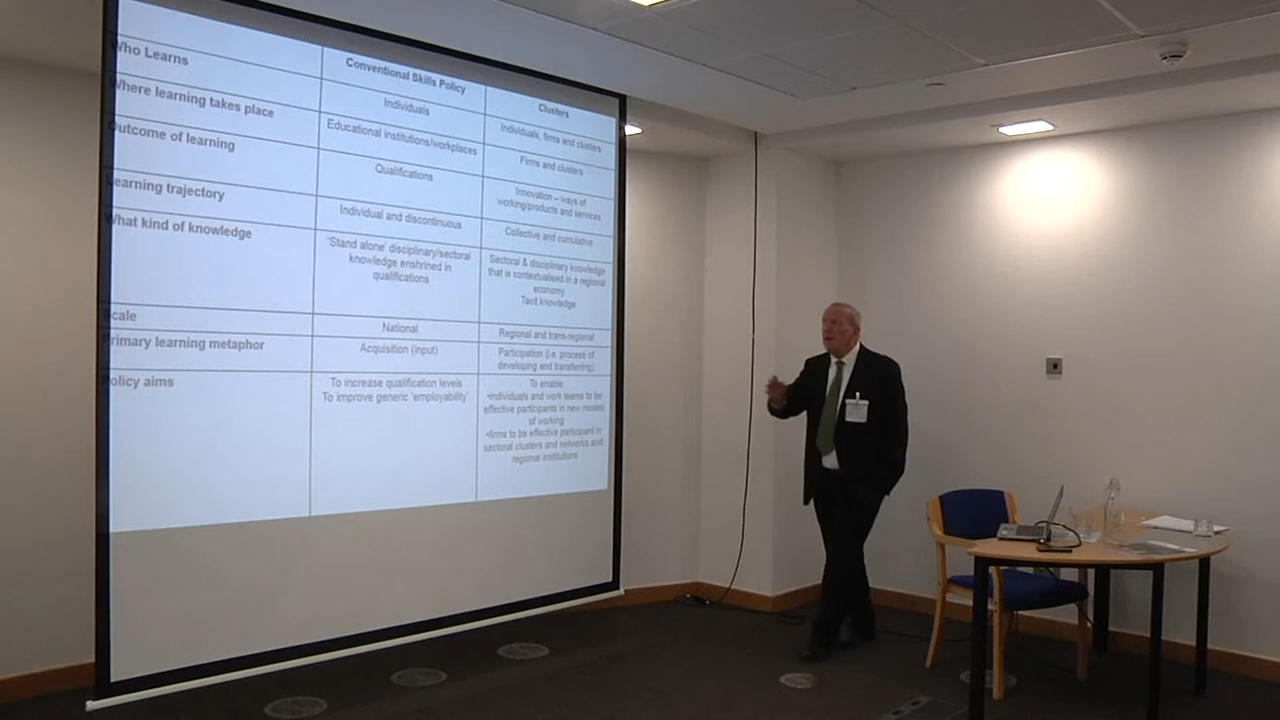 Conventional Skills Policy
Clusters
Who Learns
Individuals
Individuals, firms and clusters
Where learning takes place
Educational institutions/workplaces
Firms and clusters
Outcome of learning
Qualifications
Innovation – ways of
working/products and services
Learning trajectory
Individual and discontinuous
Collective and cumulative
What kind of knowledge
'Stand alone' disciplinary/sectoral
knowledge enshrined in
qualifications
Sectoral & disciplinary knowledge
that is contextualised in a regional
economy
Tacit knowledge
Scale
National
Regional and trans-regional
Primary learning metaphor
Acquisition (input)
Participation (i.e. process of
developing and transferring)
Policy aims
To increase qualification levels
To improve generic 'employability'
To enable:
•individuals and work teams to be
effective participants in new modes
of working
•firms to be effective participant in
sectoral clusters and networks and
regional institutions